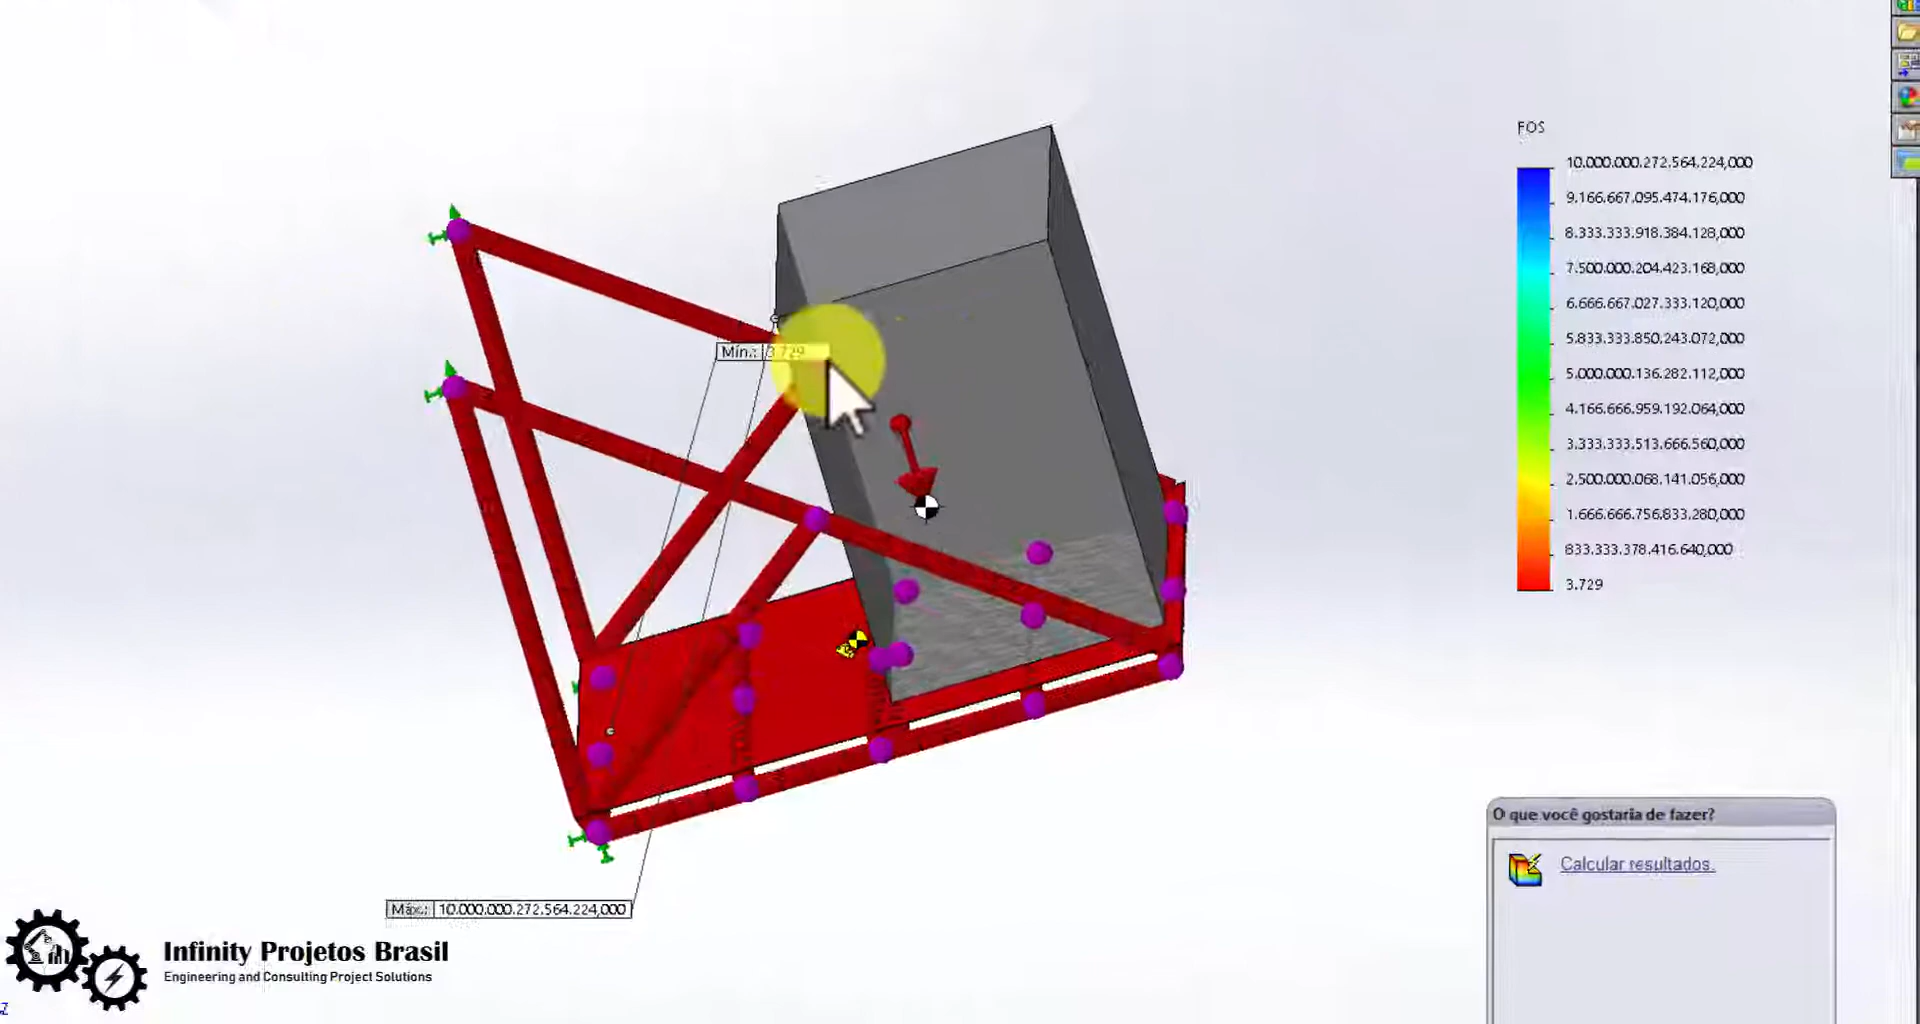 FOS
10.000.000.272.564.224,000
9.166.667.095.474.176,000
8.333.333.918.384.128,000
7.500.000.204.423.168,000
6.666.667.027.333.120,000
5.833.333.850.243.072,000
5.000.000.136.282.112,000
4.166.666.959.192.064,000
3.333.333.513.666.560,000
2.500.000.068.141.056,000
1.666.666.756.833.280,000
833.333.378.416.640,000
3.729
Mín.: 3.729
Máx.: 10.000.000.272.564.224,000
O que você gostaria de fazer?
Calcular resultados.
Infinity Projetos Brasil
Engineering and Consulting Project Solutions
Z